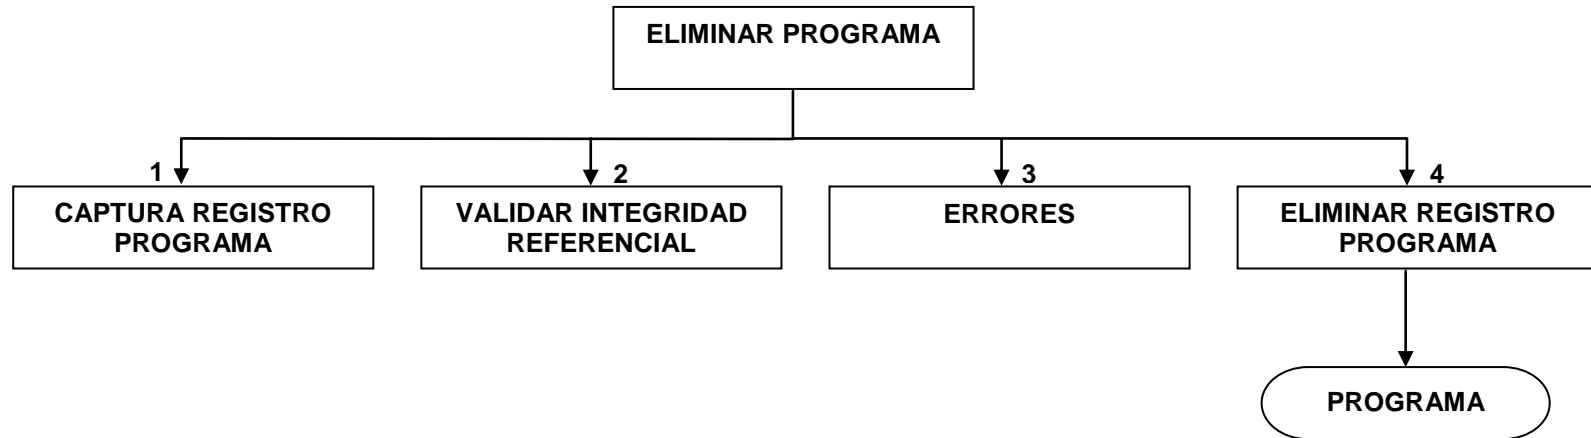 ELIMINAR PROGRAMA
1
2
3
4
CAPTURA REGISTRO
PROGRAMA
VALIDAR INTEGRIDAD
REFERENCIAL
ERRORES
ELIMINAR REGISTRO
PROGRAMA
PROGRAMA